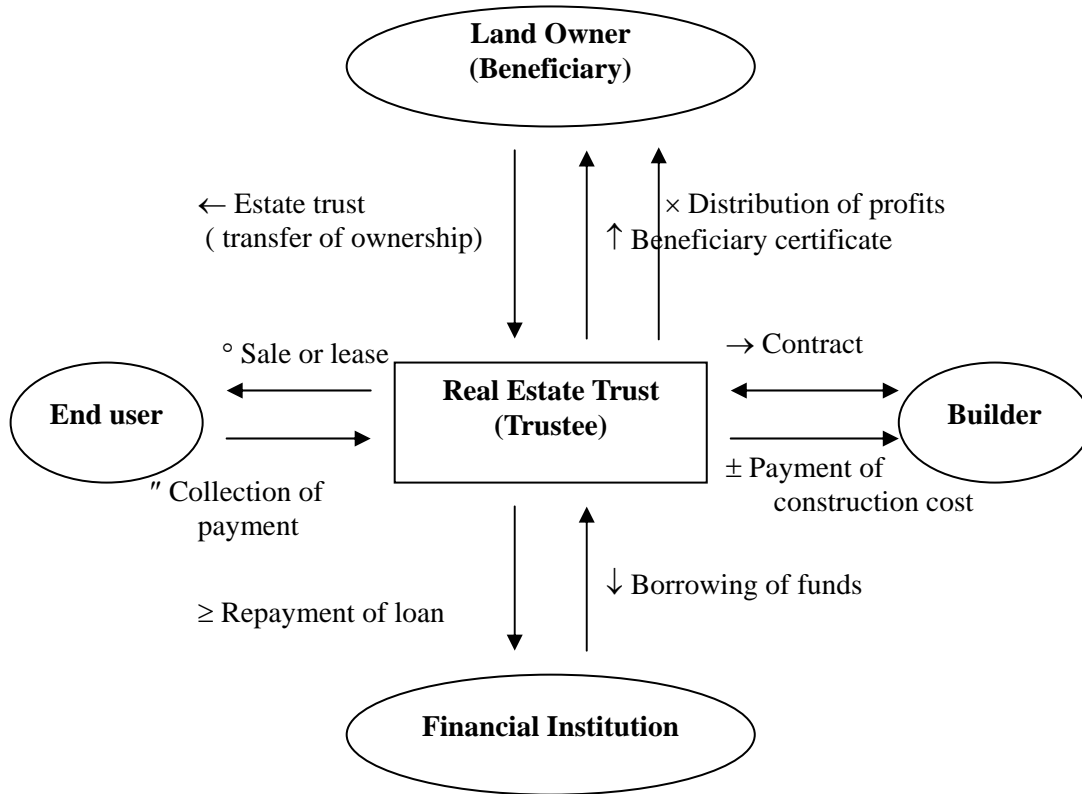 Land Owner
(Beneficiary)
← Estate trust
( transfer of ownership)
× Distribution of profits
↑ Beneficiary certificate
° Sale or lease
→ Contract
End user
Real Estate Trust
(Trustee)
Builder
″ Collection of
payment
± Payment of
construction cost
≥ Repayment of loan
↓ Borrowing of funds
Financial Institution